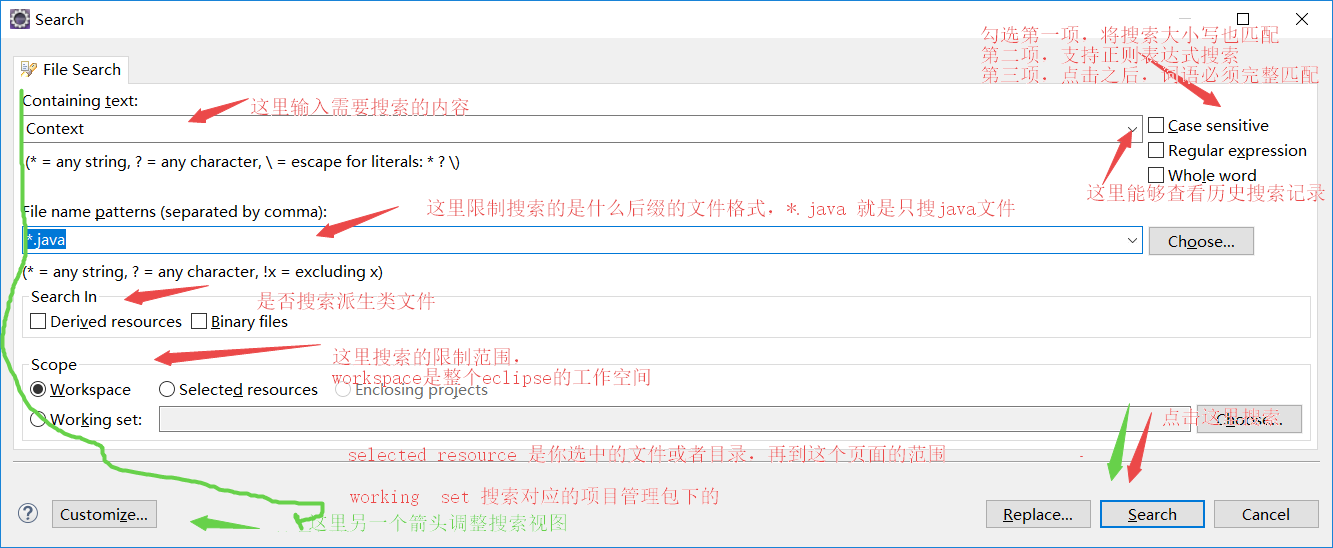 Search
勾选第一项，将搜索大小写也匹配
第二项，支持正则表达式搜索
第三项，点击之后，词语必须完整匹配
File Search
Containing text:
这里输入需要搜索的内容
Context
Case sensitive
(* = any string, ? = any character, \ = escape for literals: * ? \)
Regular expression
Whole word
这里能够查看历史搜索记录
File name patterns (separated by comma):
这里限制搜索的是什么后缀的文件格式，*.java 就是只搜java文件
*.java
Choose...
(* = any string, ? = any character, !x = excluding x)
Search In
是否搜索派生类文件
Derived resources
Binary files
这里搜索的限制范围，
Scope
workspace是整个eclipse的工作空间
Workspace
Selected resources
Enclosing projects
Working set:
Choose...
点击这里搜索
selected resource 是你选中的文件或者目录，再到这个页面的范围
-
working set 搜索对应的项目管理包下的
Customize...
这里另一个箭头调整搜索视图
Replace...
Search
Cancel